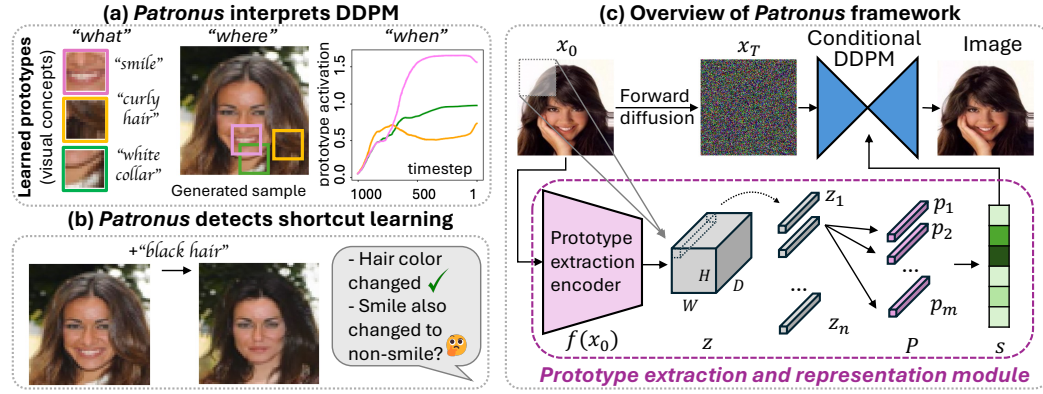 (a) Patronus interprets DDPM
"what"
"where"
"when"
Learned prototypes
(visual concepts)
"smile"
"curly
hair"
"white
collar"
Generated sample
prototype activation
1.5
1.0
0.5
0.0
timestep
1000
500
1
(b) Patronus detects shortcut learning
+"black hair"
- Hair color
changed
- Smile also
changed to
non-smile?
(c) Overview of Patronus framework
x0
Forward
diffusion
xT
Conditional
DDPM
Image
Prototype
extraction
encoder
f(x0)
H
W
D
z
z1
...
zn
p1
p2
...
pm
P
s
Prototype extraction and representation module